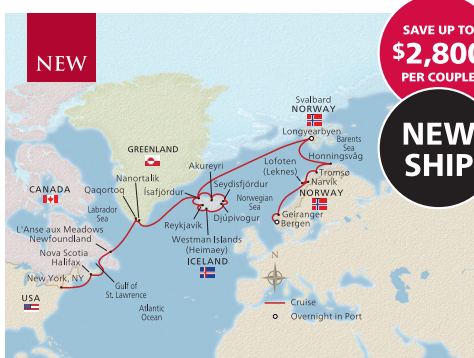 NEW
SAVE UP TO
$2,800
PER COUPLE
NEW
SHIP
Svalbard
NORWAY
Longyearbyen
Barents
Sea
Honningsvåg
GREENLAND
Akureyri
Lofoten
(Leknes)
Tromsø
Narvik
NORWAY
Nanortalik
Qaqortoq
Ísafjördur
Seydisfjördur
Norwegian
Sea
CANADA
Labrador
Sea
Reykjavík
Djúpivogur
Geiranger
Bergen
L'Anse aux Meadows
Newfoundland
Westman Islands
(Heimaey)
ICELAND
Nova Scotia
Halifax
New York, NY
Gulf of
St. Lawrence
USA
Atlantic
Ocean
N
Cruise
Overnight in Port